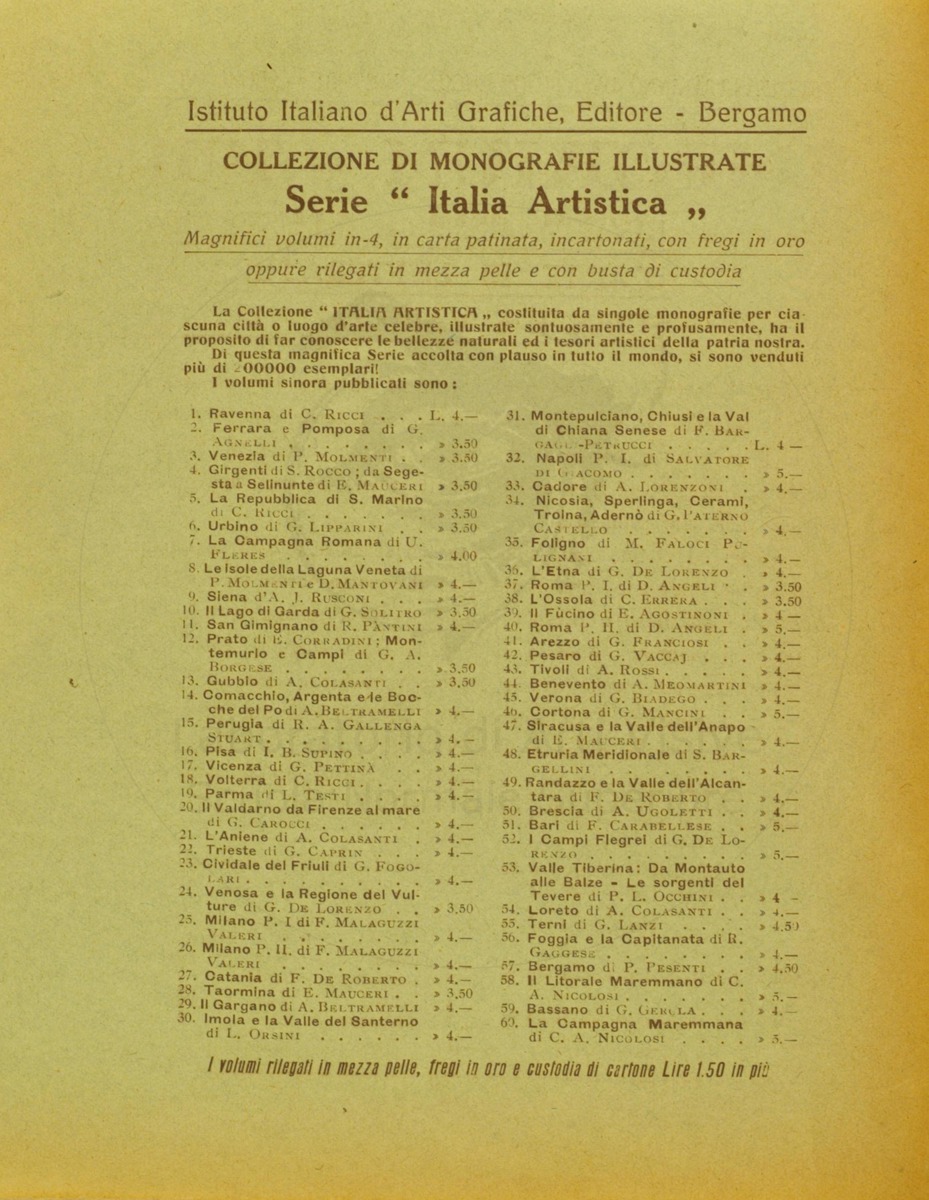 Istituto Italiano d'Arti Grafiche, Editore - Bergamo
COLLEZIONE DI MONOGRAFIE ILLUSTRATE
Serie “ Italia Artistica „
Magnifici volumi in-4, in carta patinata, incartonati, con fregi in oro
oppure rilegati in mezza pelle e con busta di custodia
La Collezione “ ITALIA ARTISTICA „ costituita da singole monografie per cia-
scuna città o luogo d'arte celebre, illustrate sontuosamente e profusamente, ha il
proposito di far conoscere le bellezze naturali ed i tesori artistici della patria nostra.
Di questa magnifica Serie accolta con plauso in tutto il mondo, si sono venduti
più di esemplari!
I volumi sinora pubblicati sono :
1. Ravenna di C. RICCI . . . L. 4.—
2. Ferrara e Pomposa di G.
AGNELLI . . . . . . . » 3.50
3. Venezia di P. MOLMENTI . . » 3.50
4. Girgenti di S. ROCCO ; da Sege-
sta a Selinunte di E. MAUCERI » 3.50
5. La Repubblica di S. Marino
di C. RICCI . . . . . . . » 3.50
6. Urbino di G. LIPPARINI . . » 3.50
7. La Campagna Romana di U.
FLERES . . . . . . . » 4.00
8. Le Isole della Laguna Veneta di
P. MOLMENTI e D. MANTOVANI » 4.—
9. Siena d'A. J. RUSCONI . . . » 4.—
10. Il Lago di Garda di G. SOLITRO » 3.50
11. San Gimignano di R. PÀNTINI » 4.—
12. Prato di E. CORRADINI ; Mon-
temurlo e Campi di G. A.
BORGESE . . . . . . . » 3.50
13. Gubbio di A. COLASANTI . . » 3.50
14. Comacchio, Argenta e le Boc-
che del Po di A. BELTRAMELLI » 4.—
15. Perugia di R. A. GALLENGA
STUART . . . . . . . . » 4.—
16. Pisa di I. B. SUPINO . . . . » 4.—
17. Vicenza di G. PETTINÀ . . » 4.—
18. Volterra di C. RICCI . . . . » 4.—
19. Parma di L. TESTI . . . . » 4.—
20. Il Valdarno da Firenze al mare
di G. CAROCCI . . . . . . » 4.—
21. L'Aniene di A. COLASANTI . » 4.—
22. Trieste di G. CAPRIN . . . » 4.—
23. Cividale del Friuli di G. FOGO-
LARI . . . . . . . . . . » 4.—
24. Venosa e la Regione del Vul-
ture di G. DE LORENZO . . » 3.50
25. Milano P. I di F. MALAGUZZI
VALERI . . . . . . . . » 4.—
26. Milano P. II. di F. MALAGUZZI
VALERI . . . . . . . . » 4.—
27. Catania di F. DE ROBERTO . » 4.—
28. Taormina di E. MAUCERI . . » 3.50
29. Il Gargano di A. BELTRAMELLI » 4.—
30. Imola e la Valle del Santerno
di L. ORSINI . . . . . . » 4.—
31. Montepulciano, Chiusi e la Val
di Chiana Senese di F. BAR-
GAGLI-PETRUCCI . . . . . L. 4 —
32. Napoli P. I. di SALVATORE
DI GIACOMO . . . . . . » 5.—
33. Cadore di A. LORENZONI . » 4.—
34. Nicosia, Sperlinga, Cerami,
Troina, Adernò di G. PATERNO
CASTELLO . . . . . . . » 4.—
35. Foligno di M. FALOCI PU-
LIGNANI . . . . . . . . » 4.—
36. L'Etna di G. DE LORENZO . » 4.—
37. Roma P. I. di D. ANGELI . . » 3.50
38. L'Ossola di C. ERRERA . . . » 3.50
39. Il Fùcino di E. AGOSTINONI . » 4 —
40. Roma P. II. di D. ANGELI . » 5.—
41. Arezzo di G. FRANCIOSI . . » 4.—
42. Pesaro di G. VACCAJ . . . » 4.—
43. Tivoli di A. ROSSI . . . . . » 4.—
44. Benevento di A. MEOMARTINI » 4.—
45. Verona di G. BIADEGO . . . » 4.—
46. Cortona di G. MANCINI . . » 5.—
47. Siracusa e la Valle dell'Anapo
di E. MAUCERI . . . . . . » 4.—
48. Etruria Meridionale di S. BAR-
GELLINI . . . . . . . . » 4.—
49. Randazzo e la Valle dell'Alcan-
tara di F. DE ROBERTO . . » 4.—
50. Brescia di A. UGOLETTI . . » 4.—
51. Bari di F. CARABELLESE . . » 5.—
52. I Campi Flegrei di G. DE LO-
RENZO . . . . . . . . . » 5.—
53. Valle Tiberina: Da Montauto
alle Balze - Le sorgenti del
Tevere di P. L. OCCHINI . . » 4 -
54. Loreto di A. COLASANTI . . » 4.—
55. Terni di G. LANZI . . . . » 4.50
56. Foggia e la Capitanata di R.
GAGGESE . . . . . . . . » 4.—
57. Bergamo di P. PESENTI . . » 4.50
58. Il Litorale Maremmano di C.
A. NICOLOSI . . . . . . . » 5.—
59. Bassano di G. GEROLA . . . » 4.—
60. La Campagna Maremmana
di C. A. NICOLOSI . . . . » 5.—
I volumi rilegati in mezza pelle, fregi in oro e custodia di cartone Lire 1.50 in più